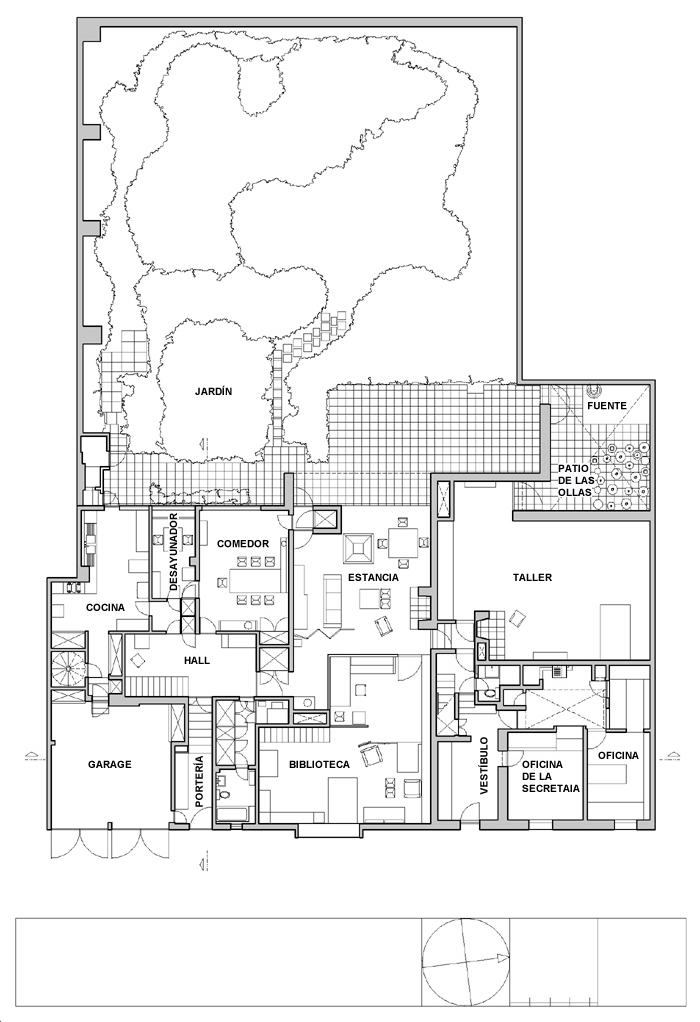 JARDÍN
FUENTE
PATIO
DE LAS
OLLAS
DESAYUNADOR
COMEDOR
ESTANCIA
TALLER
COCINA
HALL
GARAGE
PORTERÍA
BIBLIOTECA
VESTÍBULO
OFICINA
DE LA
SECRETAIA
OFICINA